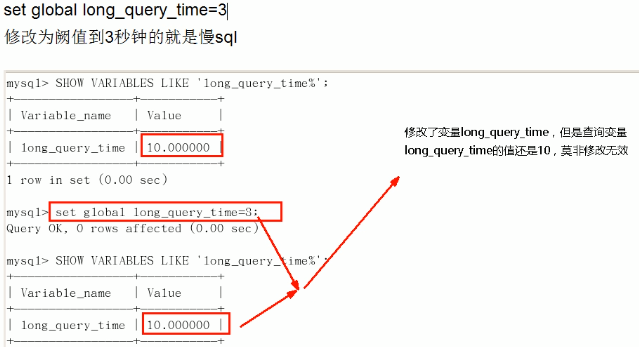 set global long_query_time=3
修改为阙值到3秒钟的就是慢sql
mysql> SHOW VARIABLES LIKE 'long_query_time%';
+-----------------+-----------+
| Variable_name | Value |
+-----------------+-----------+
| long_query_time | 10.000000 |
1 row in set (0.00 sec)
mysql> set global long_query_time=3;
Query OK, 0 rows affected (0.00 sec)
mysql> SHOW VARIABLES LIKE 'long_query_time%';
+-----------------+-----------+
| Variable_name | Value |
+-----------------+-----------+
| long_query_time | 10.000000 |
修改了变量long_query_time，但是查询变量
long_query_time的值还是10，莫非修改无效